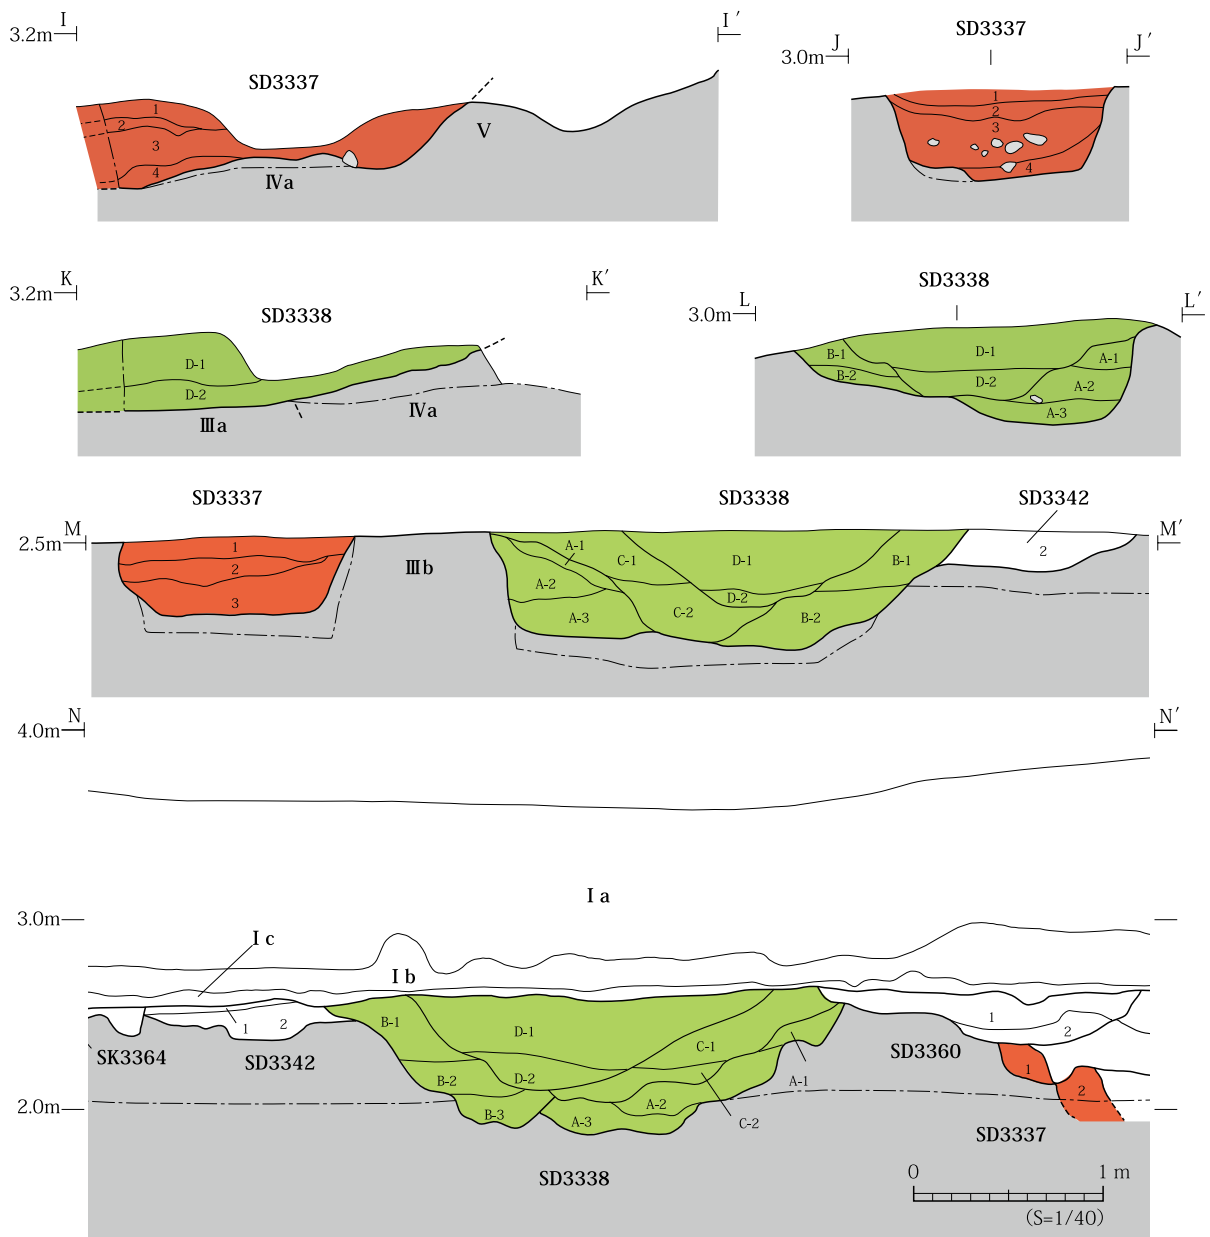 I
I′
3.2m
SD3337
1
2
3
4
IVa
V
SD3337
J
J′
3.0m
1
2
3
4
K
K′
3.2m
SD3338
D-1
D-2
IIIa
IVa
SD3338
L
L′
3.0m
B-1
B-2
D-1
D-2
A-1
A-2
A-3
SD3337
SD3338
SD3342
M
M′
2.5m
1
2
3
IIIb
A-1
A-2
A-3
C-1
C-2
D-1
D-2
B-1
B-2
2
N
N′
4.0m
I a
3.0m
I c
I b
B-1
D-1
C-1
1
2
1
2
SK3364
SD3342
SD3360
B-2
D-2
A-1
1
2
2.0m
B-3
A-3
A-2
C-2
SD3337
SD3338
0
1 m
(S=1/40)